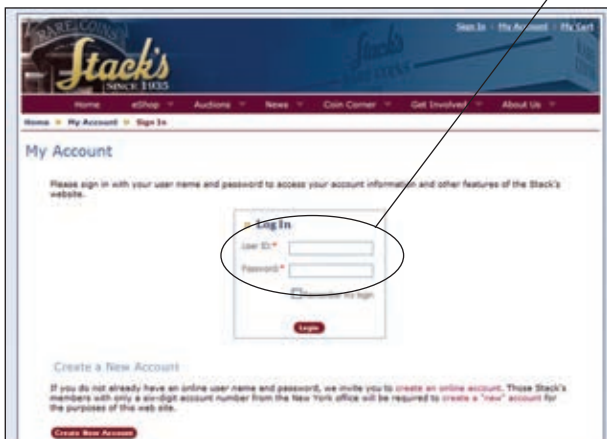 RARE COINS
Stack's
SINCE 1935
Stack's
RARE COINS
Sign In | My Account | My Cart
Home eShop Auctions News Coin Corner Get Involved About Us
Home » My Account » Sign In
My Account
Please sign in with your user name and password to access your account information and other features of the Stack's
website.
» Log In
User ID:*
Password:*
Remember my login
Login
Create a New Account
If you do not already have an online user name and password, we invite you to create an online account. Those Stack's
members with only a six-digit account number from the New York office will be required to create a "new" account for
the purposes of this web site.
Create New Account